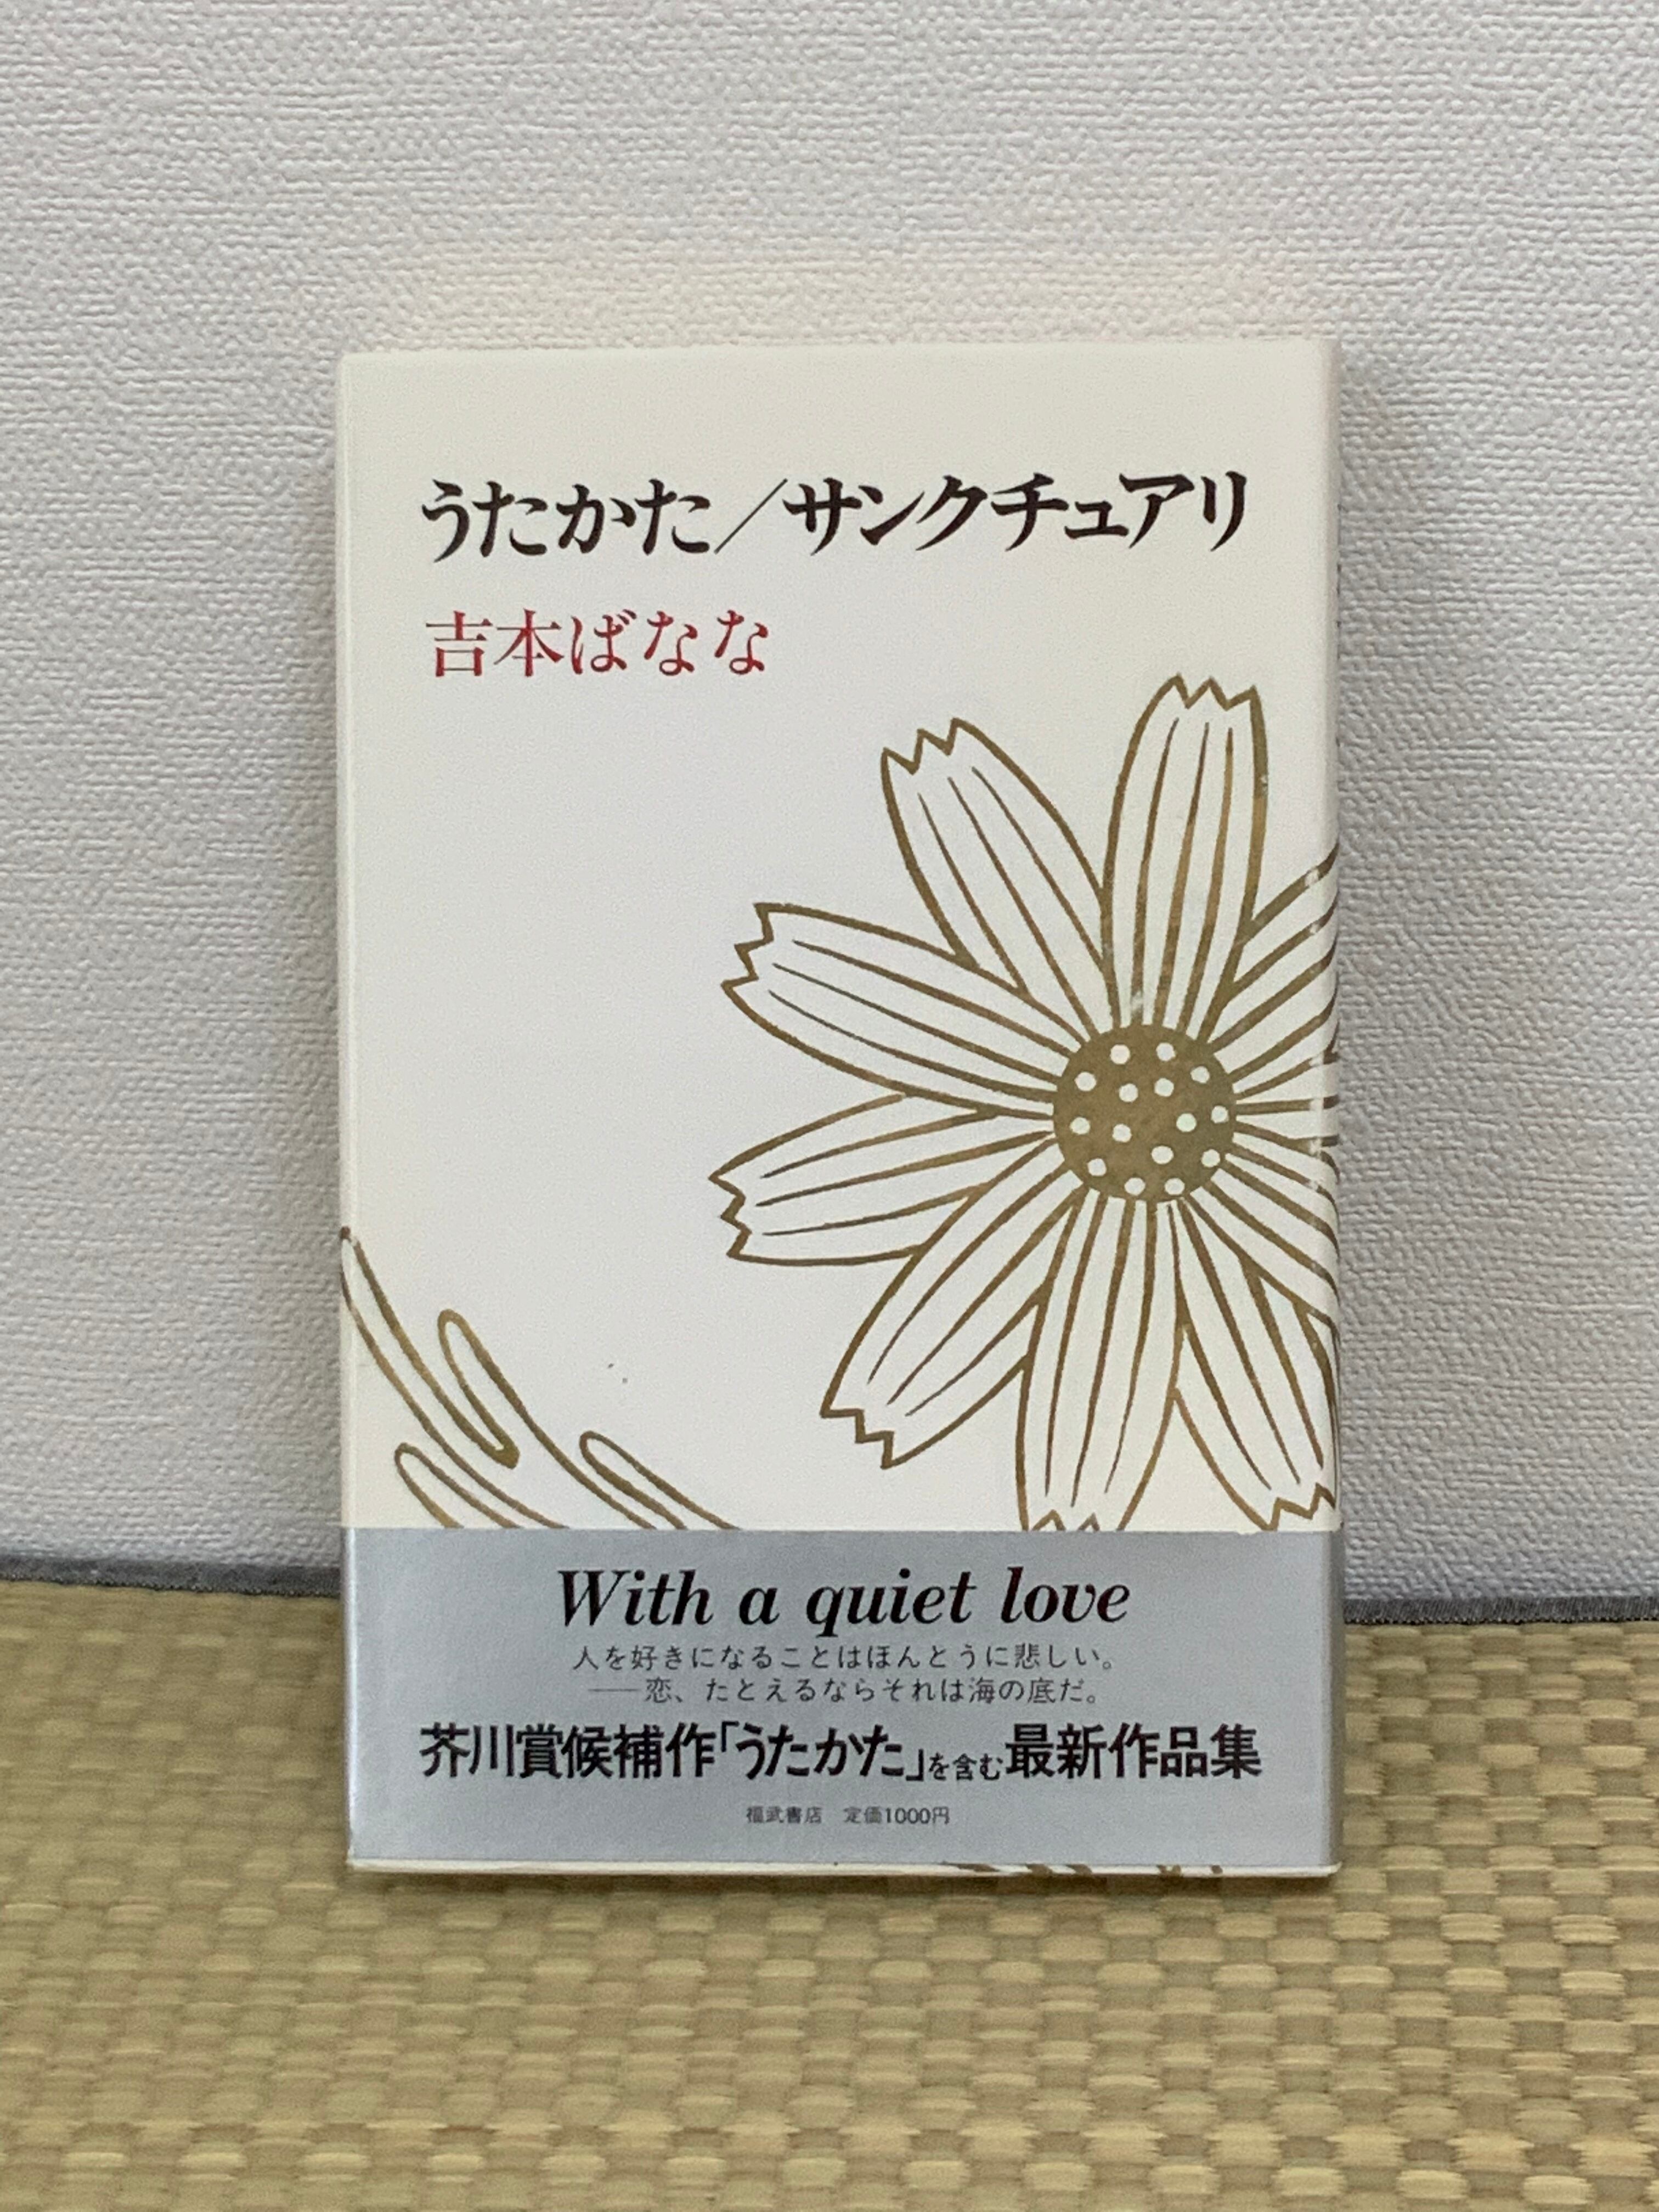 うたかた／サンクチュアリ
吉本ばなな
With a quiet love
人を好きになることはほんとうに悲しい。
──恋、たとえるならそれは海の底だ。
芥川賞候補作「うたかた」を含む最新作品集
福武書店　定価1000円